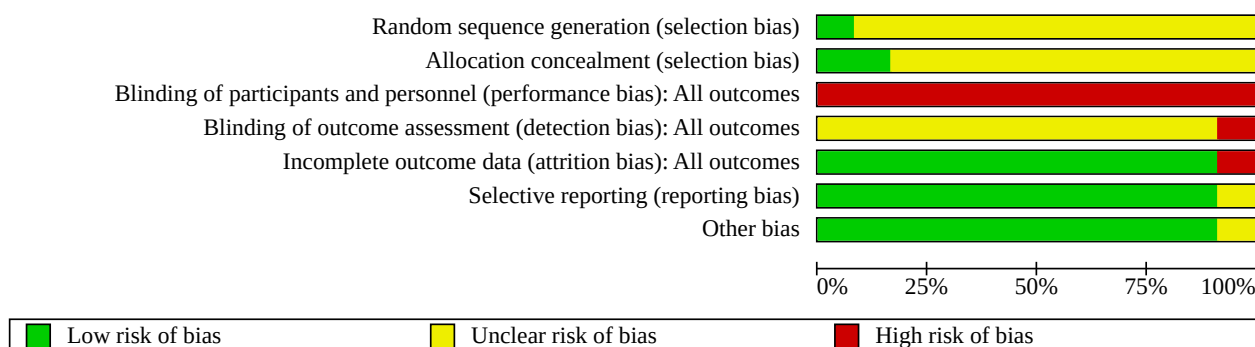 Random sequence generation (selection bias)
Allocation concealment (selection bias)
Blinding of participants and personnel (performance bias): All outcomes
Blinding of outcome assessment (detection bias): All outcomes
Incomplete outcome data (attrition bias): All outcomes
Selective reporting (reporting bias)
Other bias
0% 25% 50% 75% 100%
Low risk of bias Unclear risk of bias High risk of bias